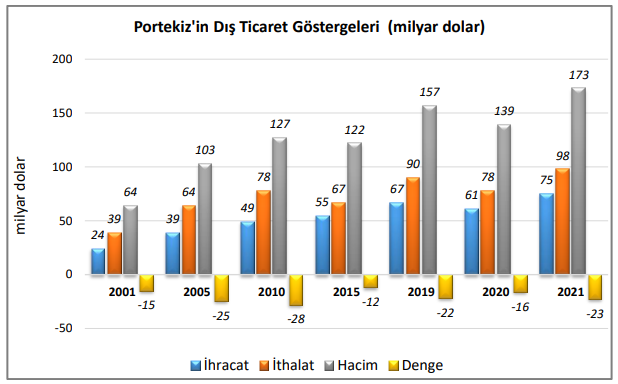 Portekiz'in Dış Ticaret Göstergeleri (milyar dolar)
milyar dolar
200
150
100
50
0
-50
24 39 64 -15
39 64 103 -25
49 78 127 -28
55 67 122 -12
67 90 157 -22
61 78 139 -16
75 98 173 -23
2001 2005 2010 2015 2019 2020 2021
İhracat İthalat Hacim Denge